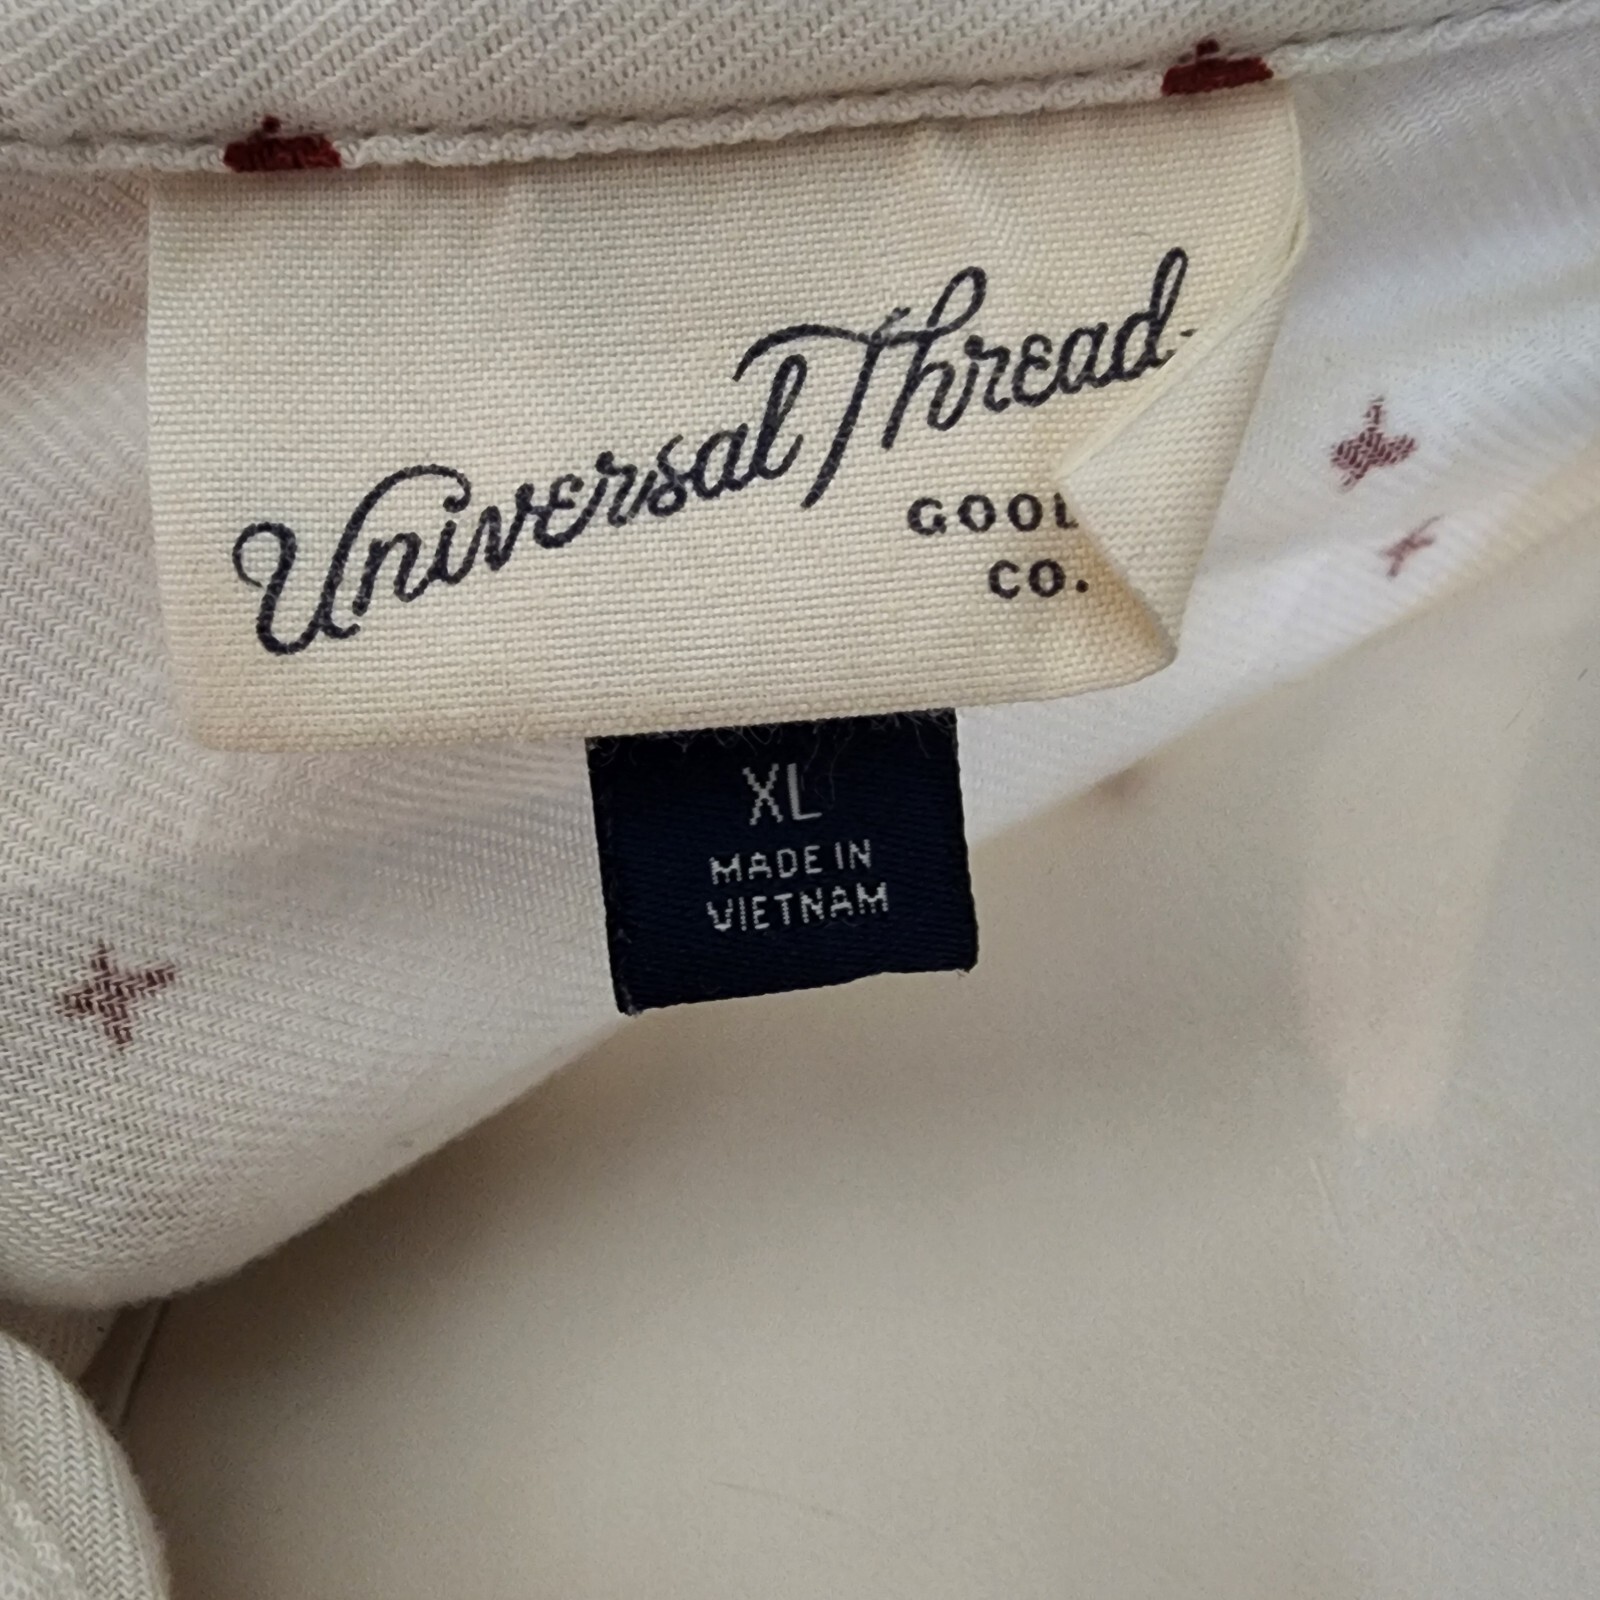 Universal Thread
CO.
XL
MADE IN
VIETNAM